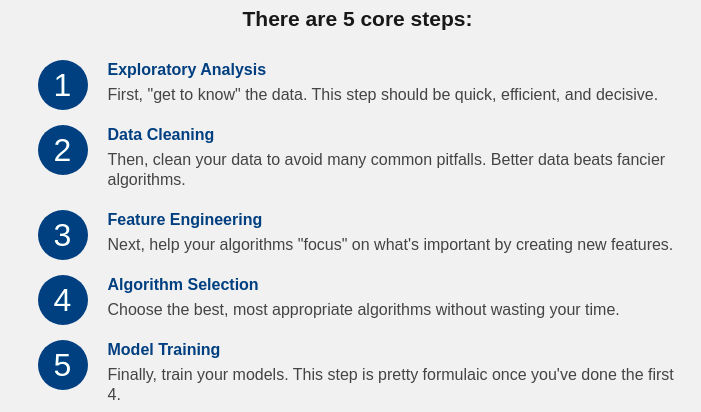 There are 5 core steps:
1
Exploratory Analysis
First, "get to know" the data. This step should be quick, efficient, and decisive.
2
Data Cleaning
Then, clean your data to avoid many common pitfalls. Better data beats fancier
algorithms.
3
Feature Engineering
Next, help your algorithms "focus" on what's important by creating new features.
4
Algorithm Selection
Choose the best, most appropriate algorithms without wasting your time.
5
Model Training
Finally, train your models. This step is pretty formulaic once you've done the first
4.